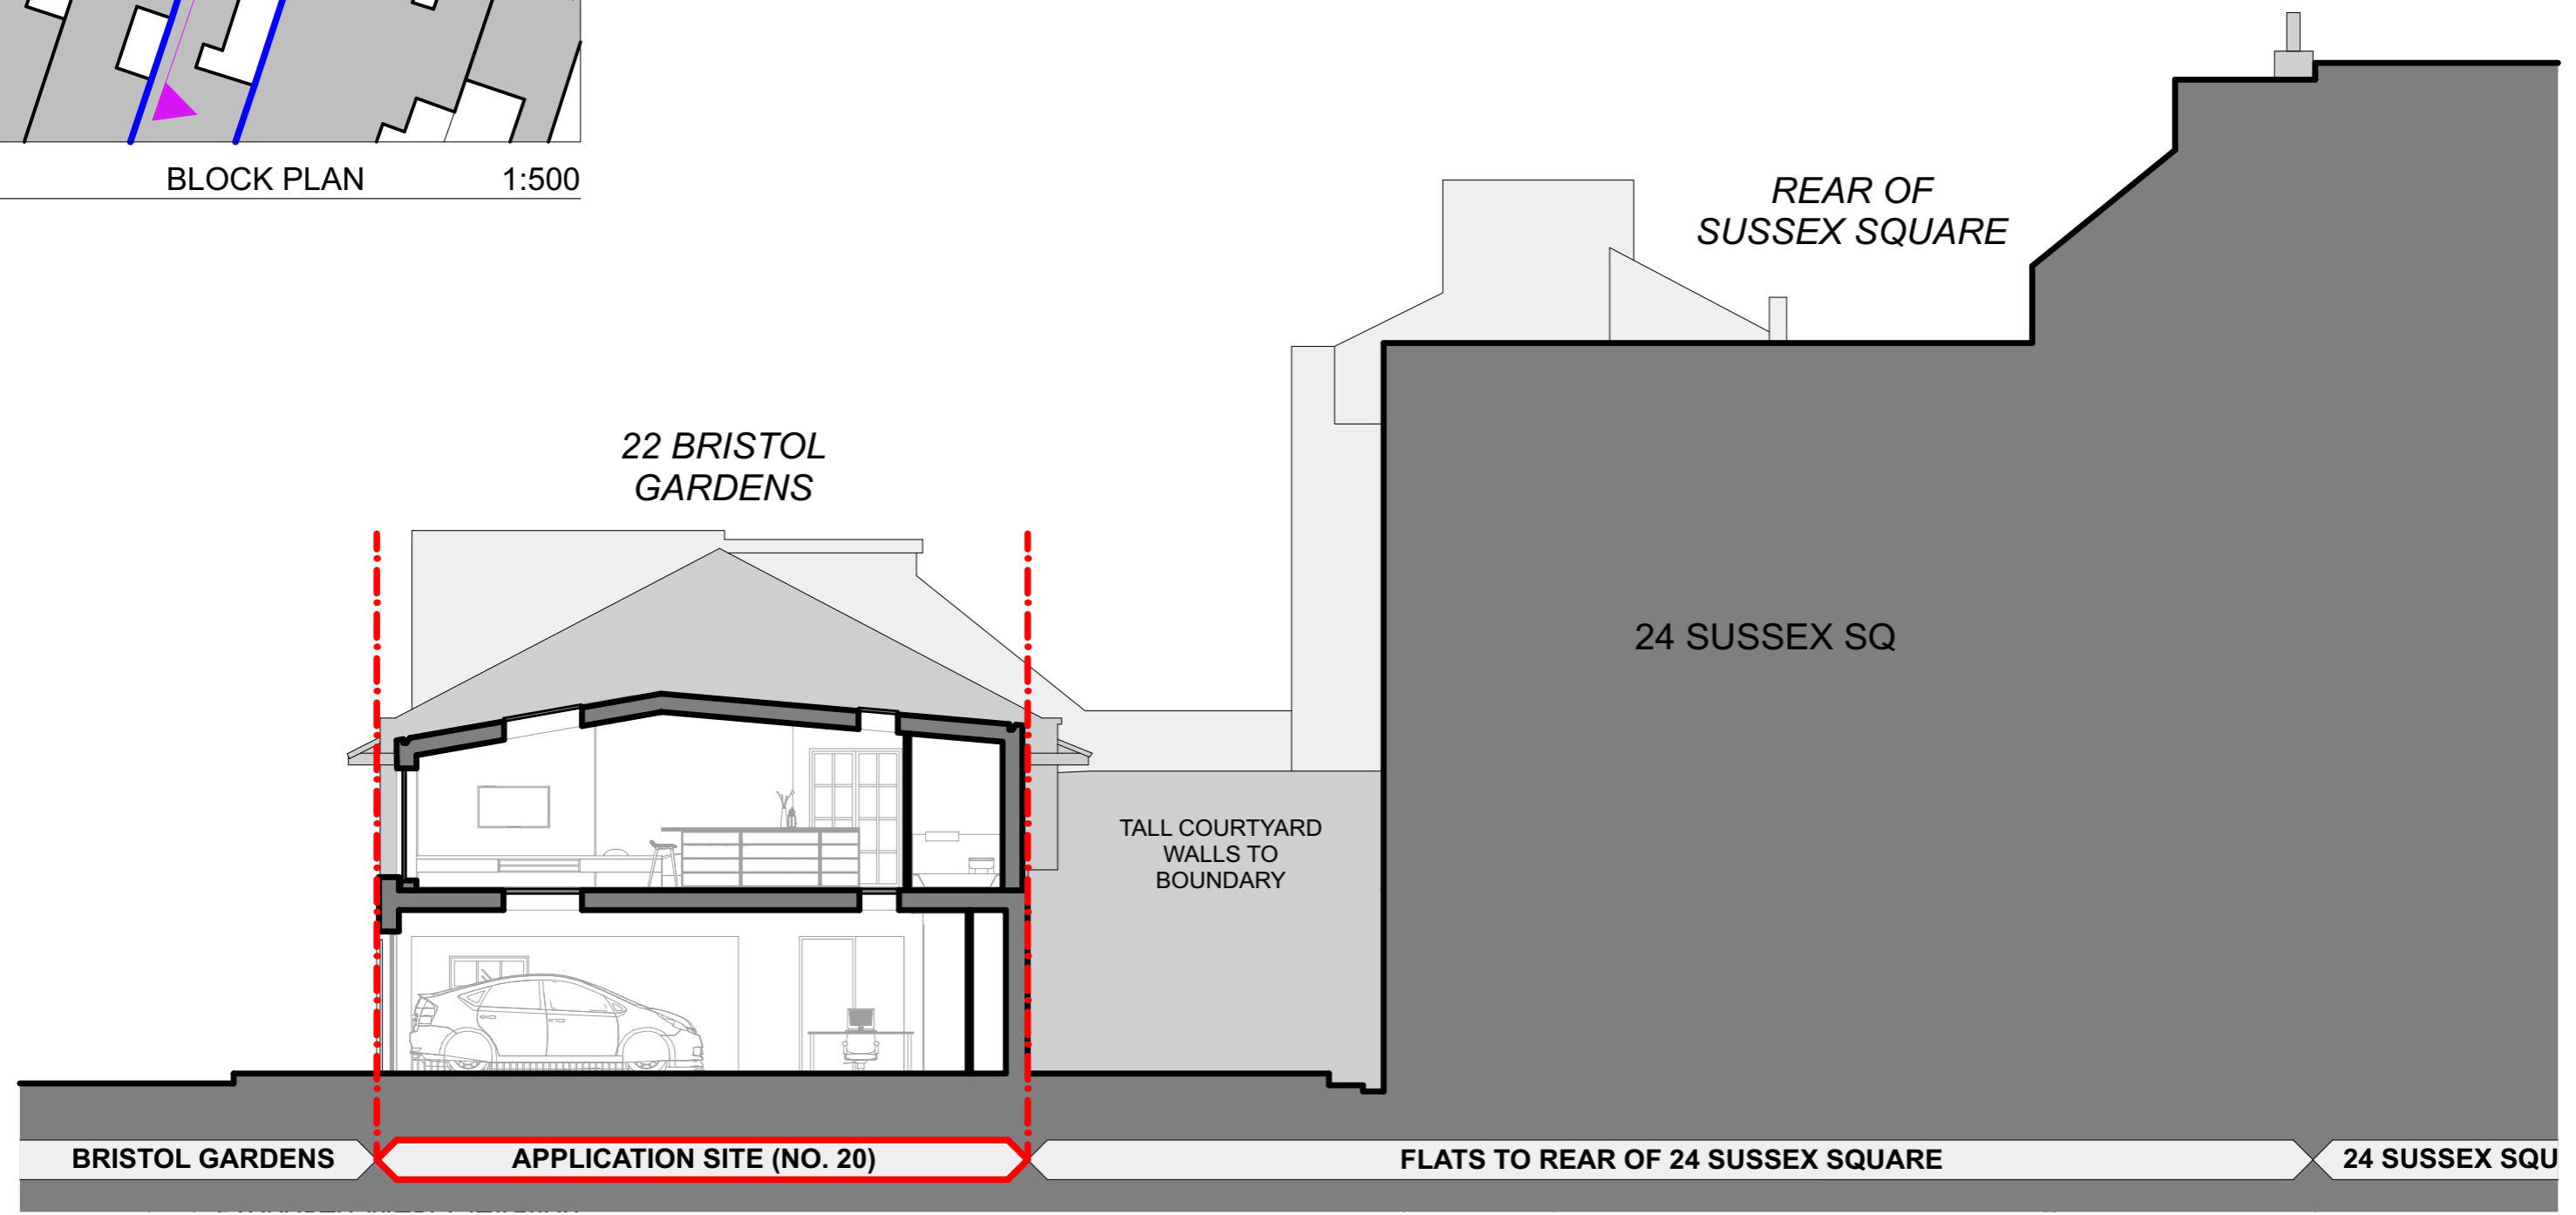 BLOCK PLAN 1:500
REAR OF
SUSSEX SQUARE
22 BRISTOL
GARDENS
24 SUSSEX SQ
TALL COURTYARD
WALLS TO
BOUNDARY
BRISTOL GARDENS
APPLICATION SITE (NO. 20)
FLATS TO REAR OF 24 SUSSEX SQUARE
24 SUSSEX SQU